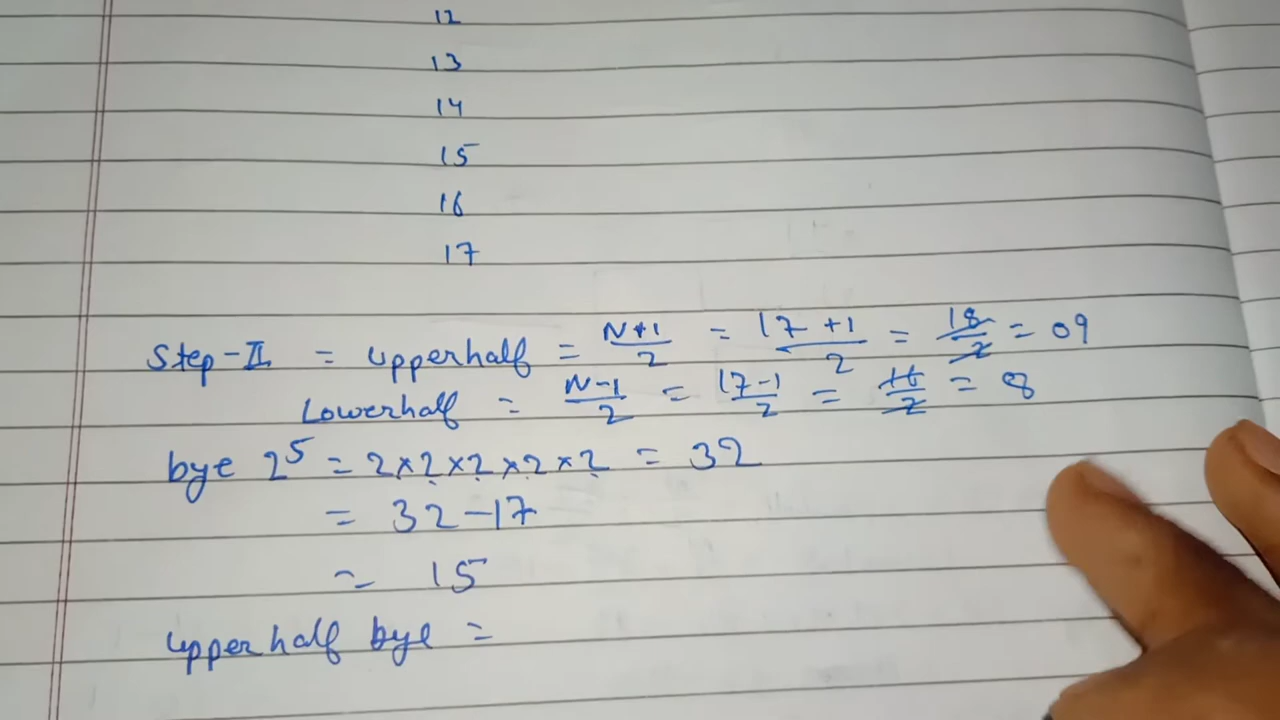 12
13
14
15
16
17
Step-II = upperhalf = N+1/2 = 17+1/2 = 18/2 = 09
Lowerhalf = N-1/2 = 17-1/2 = 16/2 = 8
bye 2⁵ = 2×2×2×2×2 = 32
= 32-17
= 15
upperhalf bye =